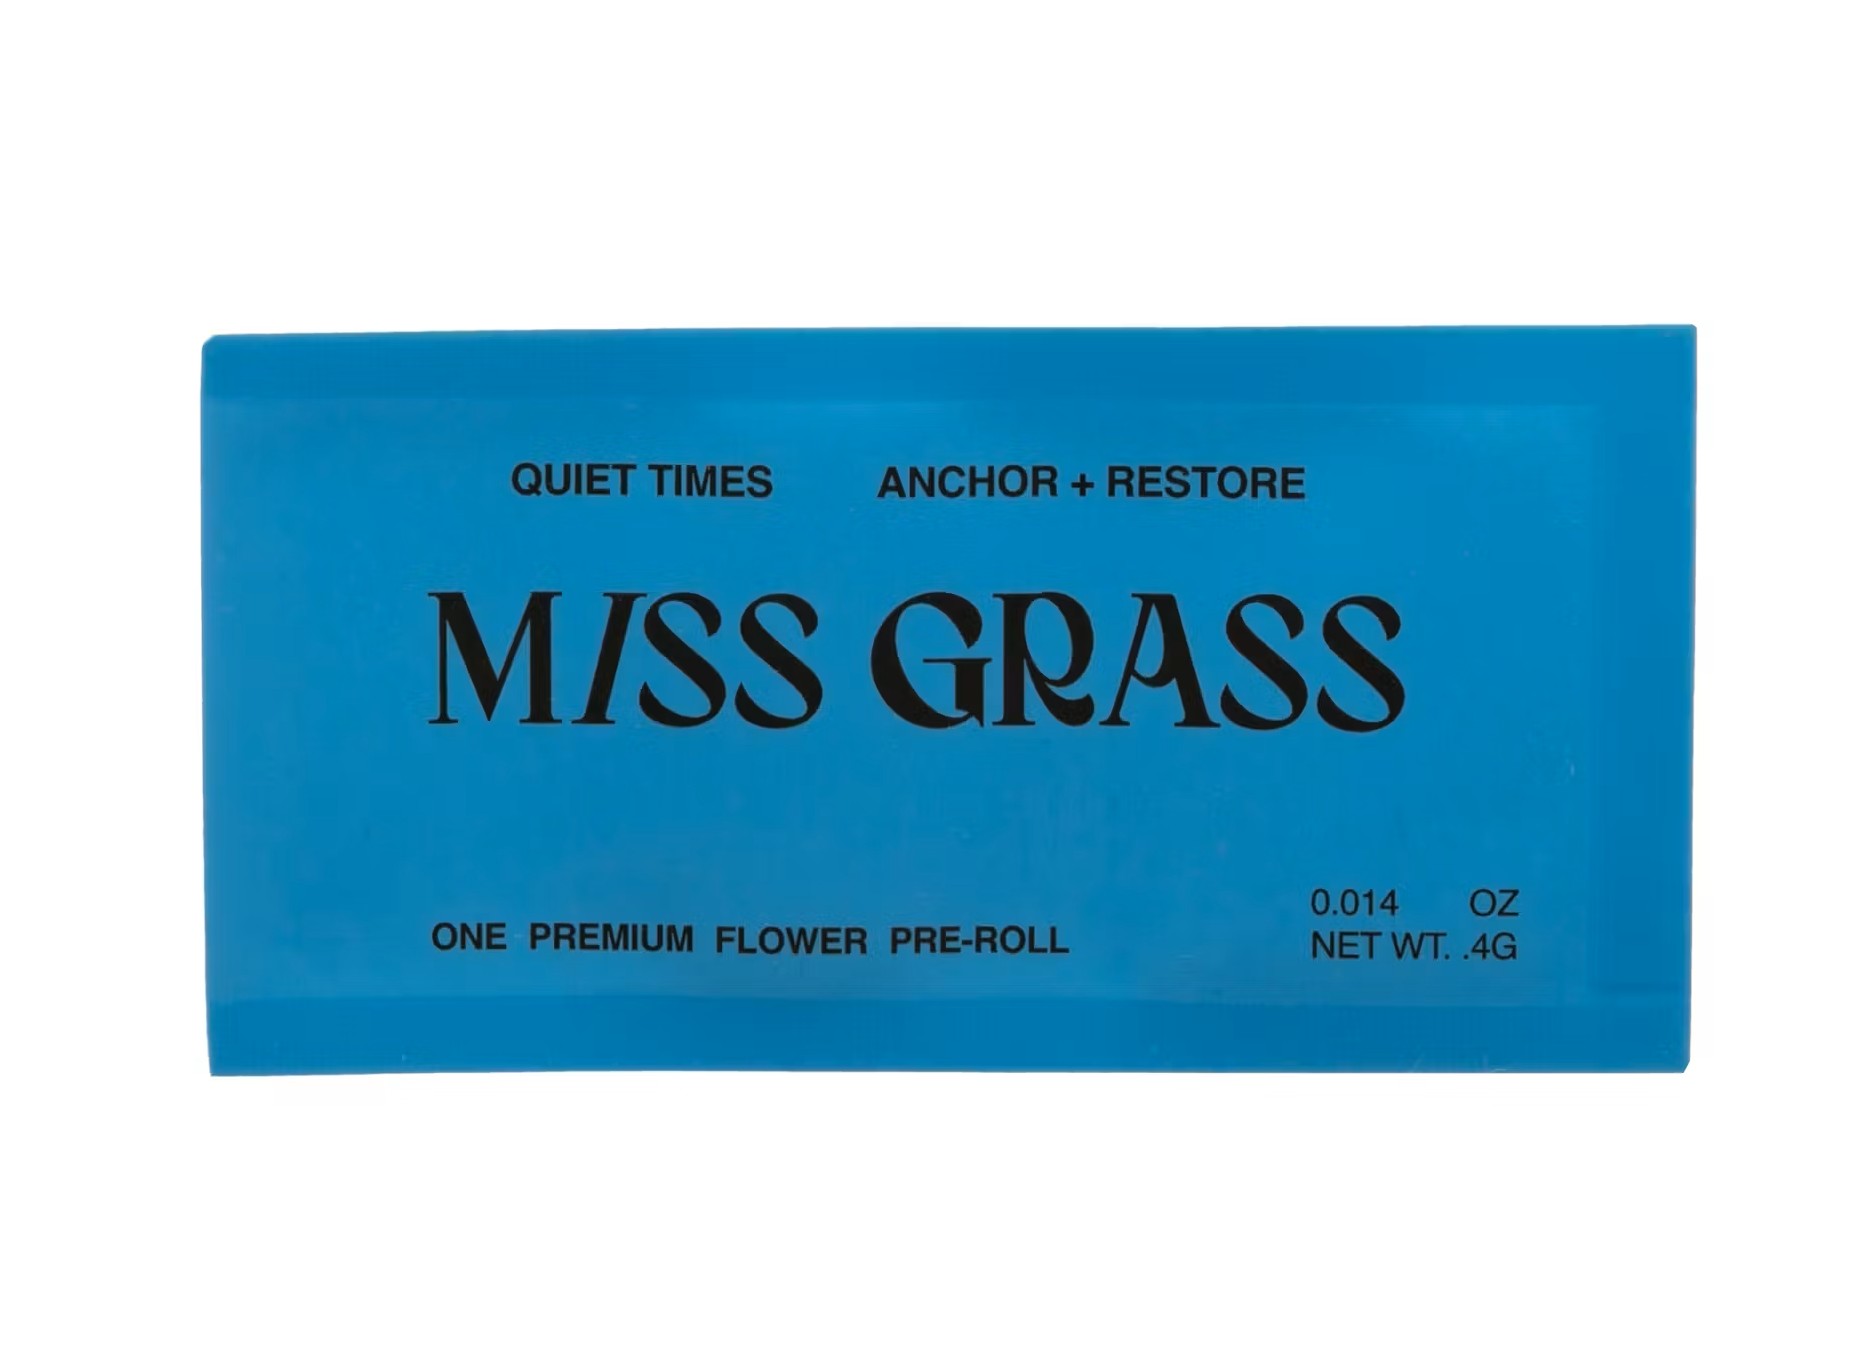 QUIET TIMES ANCHOR + RESTORE
MISS GRASS
ONE PREMIUM FLOWER PRE-ROLL
0.014 OZ
NET WT. .4G